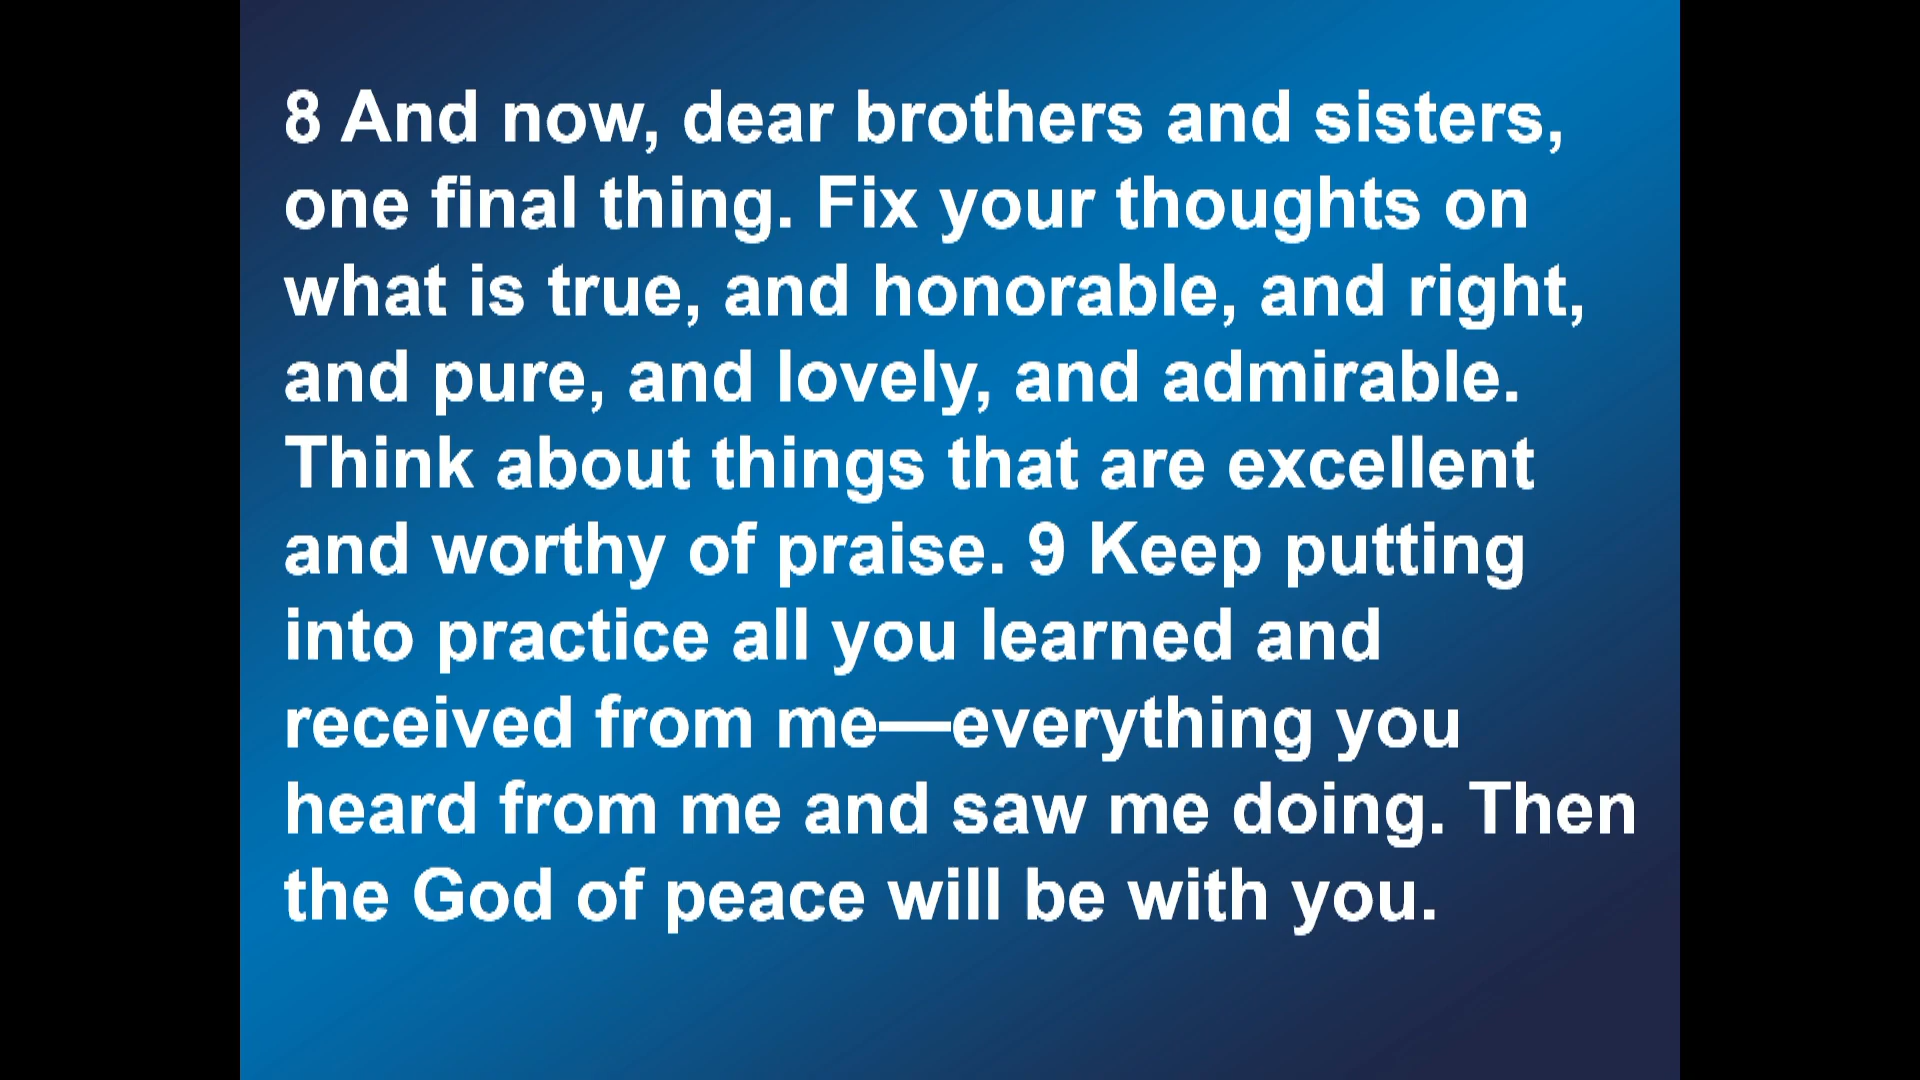 8 And now, dear brothers and sisters,
one final thing. Fix your thoughts on
what is true, and honorable, and right,
and pure, and lovely, and admirable.
Think about things that are excellent
and worthy of praise. 9 Keep putting
into practice all you learned and
received from me—everything you
heard from me and saw me doing. Then
the God of peace will be with you.